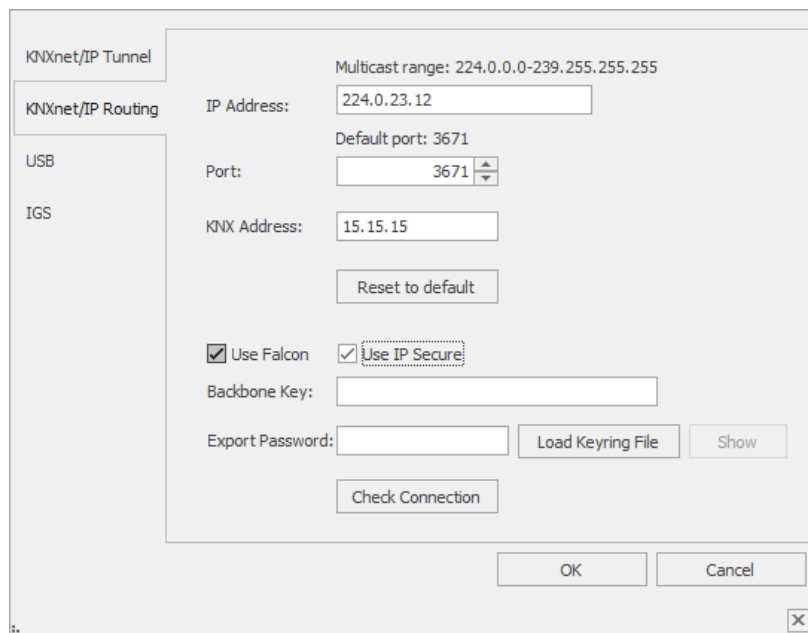 KNXnet/IP Tunnel
KNXnet/IP Routing
USB
IGS
Multicast range: 224.0.0.0-239.255.255.255
IP Address: 224.0.23.12
Default port: 3671
Port: 3671
KNX Address: 15.15.15
Reset to default
Use Falcon Use IP Secure
Backbone Key:
Export Password: Load Keyring File Show
Check Connection
OK Cancel